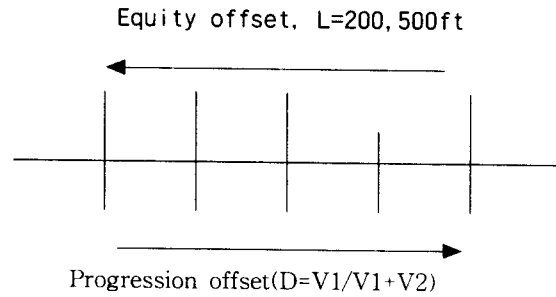 Equity offset, L=200,500ft
Progression offset(D=V1/V1+V2)